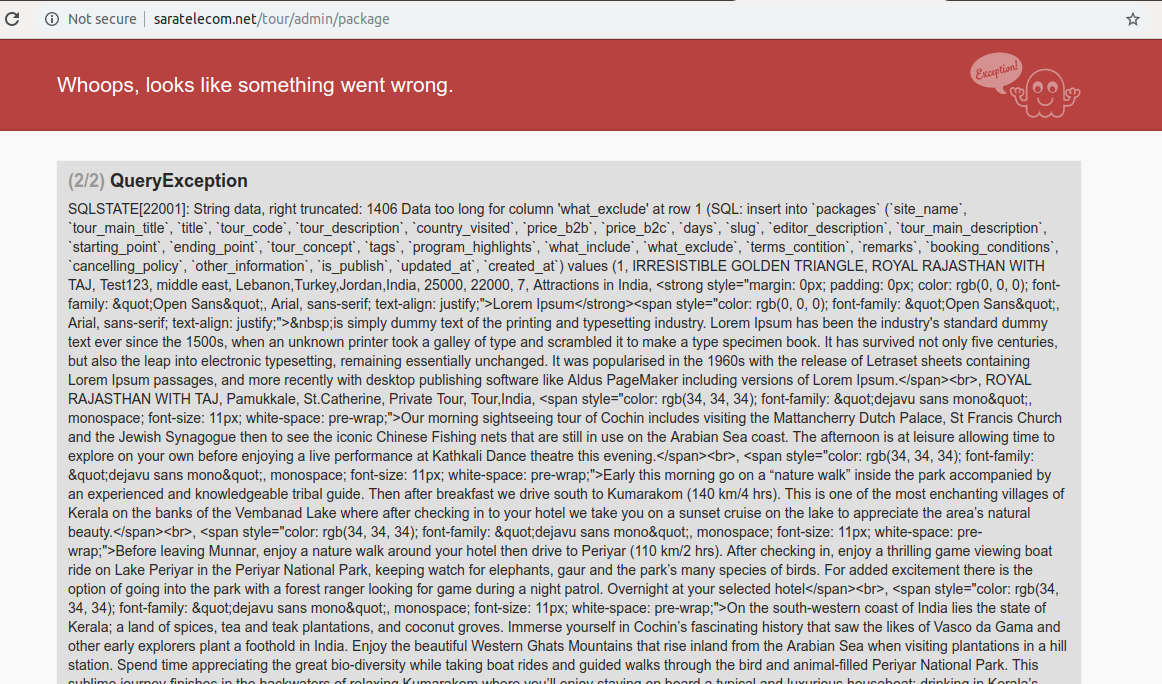 Not secure | saratelecom.net/tour/admin/package
Whoops, looks like something went wrong.
Exception!
(2/2) QueryException
SQLSTATE[22001]: String data, right truncated: 1406 Data too long for column 'what_exclude' at row 1 (SQL: insert into `packages` (`site_name`,
`tour_main_title`, `title`, `tour_code`, `tour_description`, `country_visited`, `price_b2b`, `price_b2c`, `days`, `slug`, `editor_description`, `tour_main_description`,
`starting_point`, `ending_point`, `tour_concept`, `tags`, `program_highlights`, `what_include`, `what_exclude`, `terms_contition`, `remarks`, `booking_conditions`,
`cancelling_policy`, `other_information`, `is_publish`, `updated_at`, `created_at`) values (1, IRRESISTIBLE GOLDEN TRIANGLE, ROYAL RAJASTHAN WITH
TAJ, Test123, middle east, Lebanon,Turkey,Jordan,India, 25000, 22000, 7, Attractions in India, <strong style="margin: 0px; padding: 0px; color: rgb(0, 0, 0); font-
family: &quot;Open Sans&quot;, Arial, sans-serif; text-align: justify;">Lorem Ipsum</strong><span style="color: rgb(0, 0, 0); font-family: &quot;Open Sans&quot;,
Arial, sans-serif; text-align: justify;">&nbsp;is simply dummy text of the printing and typesetting industry. Lorem Ipsum has been the industry's standard dummy
text ever since the 1500s, when an unknown printer took a galley of type and scrambled it to make a type specimen book. It has survived not only five centuries,
but also the leap into electronic typesetting, remaining essentially unchanged. It was popularised in the 1960s with the release of Letraset sheets containing
Lorem Ipsum passages, and more recently with desktop publishing software like Aldus PageMaker including versions of Lorem Ipsum.</span><br>, ROYAL
RAJASTHAN WITH TAJ, Pamukkale, St.Catherine, Private Tour, Tour,India, <span style="color: rgb(34, 34, 34); font-family: &quot;dejavu sans mono&quot;,
monospace; font-size: 11px; white-space: pre-wrap;">Our morning sightseeing tour of Cochin includes visiting the Mattancherry Dutch Palace, St Francis Church
and the Jewish Synagogue then to see the iconic Chinese Fishing nets that are still in use on the Arabian Sea coast. The afternoon is at leisure allowing time to
explore on your own before enjoying a live performance at Kathkali Dance theatre this evening.</span><br>, <span style="color: rgb(34, 34, 34); font-family:
&quot;dejavu sans mono&quot;, monospace; font-size: 11px; white-space: pre-wrap;">Early this morning go on a “nature walk” inside the park accompanied by
an experienced and knowledgeable tribal guide. Then after breakfast we drive south to Kumarakom (140 km/4 hrs). This is one of the most enchanting villages of
Kerala on the banks of the Vembanad Lake where after checking in to your hotel we take you on a sunset cruise on the lake to appreciate the area’s natural
beauty.</span><br>, <span style="color: rgb(34, 34, 34); font-family: &quot;dejavu sans mono&quot;, monospace; font-size: 11px; white-space: pre-
wrap;">Before leaving Munnar, enjoy a nature walk around your hotel then drive to Periyar (110 km/2 hrs). After checking in, enjoy a thrilling game viewing boat
ride on Lake Periyar in the Periyar National Park, keeping watch for elephants, gaur and the park’s many species of birds. For added excitement there is the
option of going into the park with a forest ranger looking for game during a night patrol. Overnight at your selected hotel</span><br>, <span style="color: rgb(34,
34, 34); font-family: &quot;dejavu sans mono&quot;, monospace; font-size: 11px; white-space: pre-wrap;">On the south-western coast of India lies the state of
Kerala; a land of spices, tea and teak plantations, and coconut groves. Immerse yourself in Cochin’s fascinating history that saw the likes of Vasco da Gama and
other early explorers plant a foothold in India. Enjoy the beautiful Western Ghats Mountains that rise inland from the Arabian Sea when visiting plantations in a hill
station. Spend time appreciating the great bio-diversity while taking boat rides and guided walks through the bird and animal-filled Periyar National Park. This
sublime journey finishes in the backwaters of relaxing Kumarakom where you’ll enjoy staying on board a typical and luxurious houseboat; drinking in Kerala’s